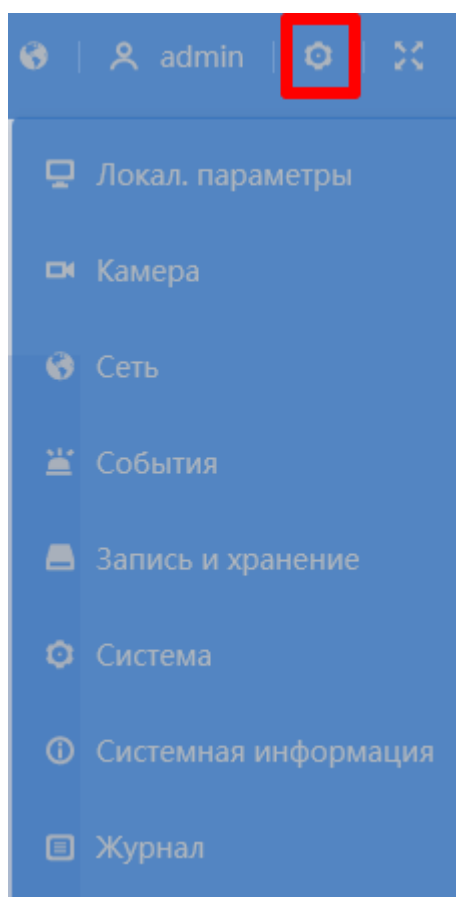 admin
Локал. параметры
Камера
Сеть
События
Запись и хранение
Система
Системная информация
Журнал